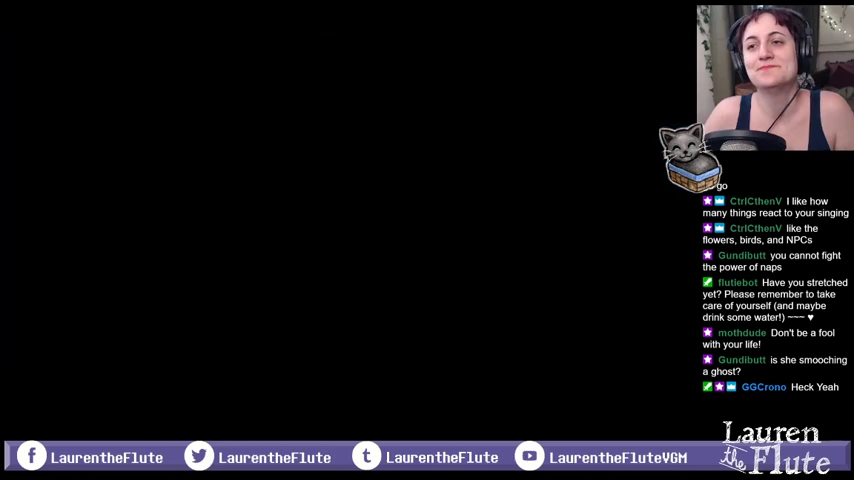 go
CtrlCthenV I like how
many things react to your singing
CtrlCthenV like the
flowers, birds, and NPCs
Gundibutt you cannot fight
the power of naps
flutiebot Have you stretched
yet? Please remember to take
care of yourself (and maybe
drink some water!) ~~~ ♥
mothdude Don't be a fool
with your life!
Gundibutt is she smooching
a ghost?
GGCrono Heck Yeah
LaurentheFlute
LaurentheFlute
LaurentheFlute
LaurentheFluteVGM
Lauren
the Flute